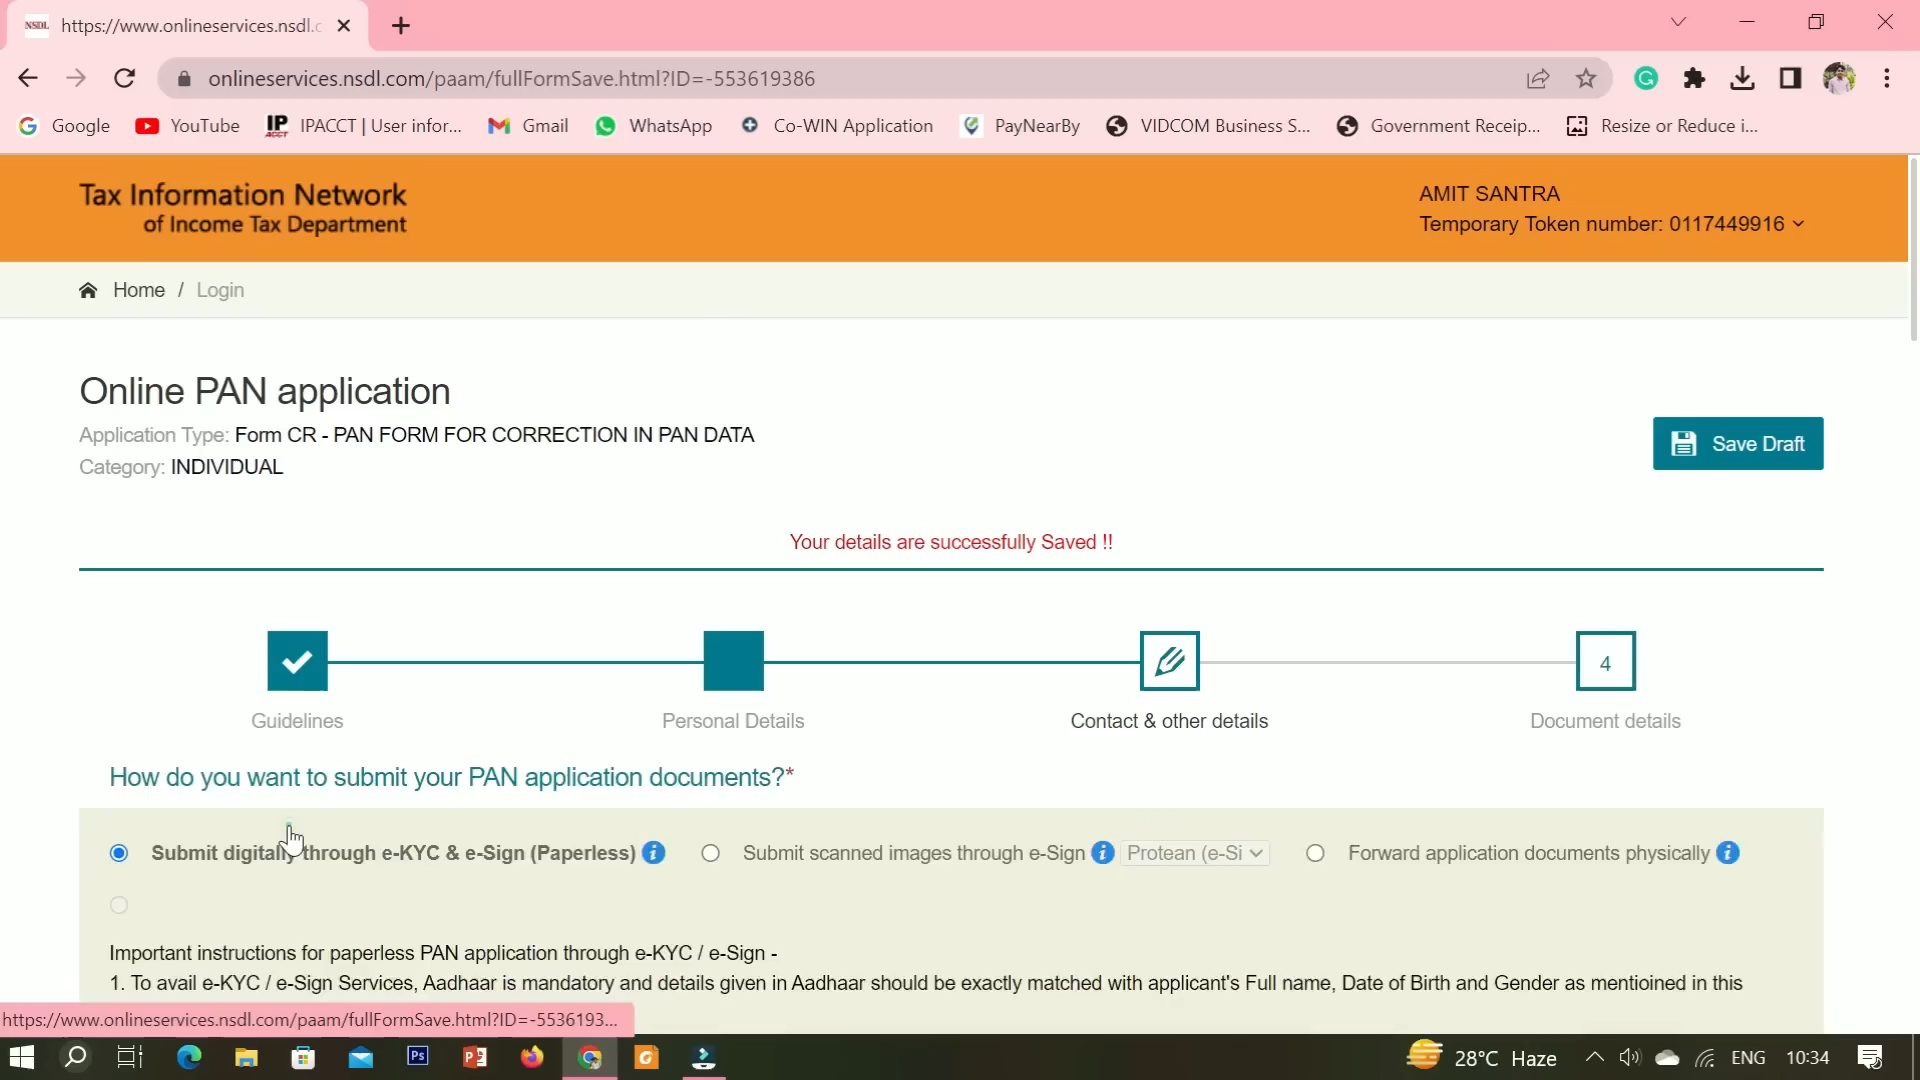 NSDL https://www.onlineservices.nsdl.c
onlineservices.nsdl.com/paam/fullFormSave.html?ID=-553619386
Google YouTube IPACCT | User infor... Gmail WhatsApp Co-WIN Application PayNearBy VIDCOM Business S... Government Receip... Resize or Reduce i...
Tax Information Network
of Income Tax Department
AMIT SANTRA
Temporary Token number: 0117449916
Home / Login
Online PAN application
Application Type: Form CR - PAN FORM FOR CORRECTION IN PAN DATA
Category: INDIVIDUAL
Save Draft
Your details are successfully Saved !!
4
Guidelines Personal Details Contact & other details Document details
How do you want to submit your PAN application documents?*
Submit digitally through e-KYC & e-Sign (Paperless) Submit scanned images through e-Sign Protean (e-Si Forward application documents physically
Important instructions for paperless PAN application through e-KYC / e-Sign -
1. To avail e-KYC / e-Sign Services, Aadhaar is mandatory and details given in Aadhaar should be exactly matched with applicant's Full name, Date of Birth and Gender as mentioined in this
https://www.onlineservices.nsdl.com/paam/fullFormSave.html?ID=-5536193...
28°C Haze ENG 10:34